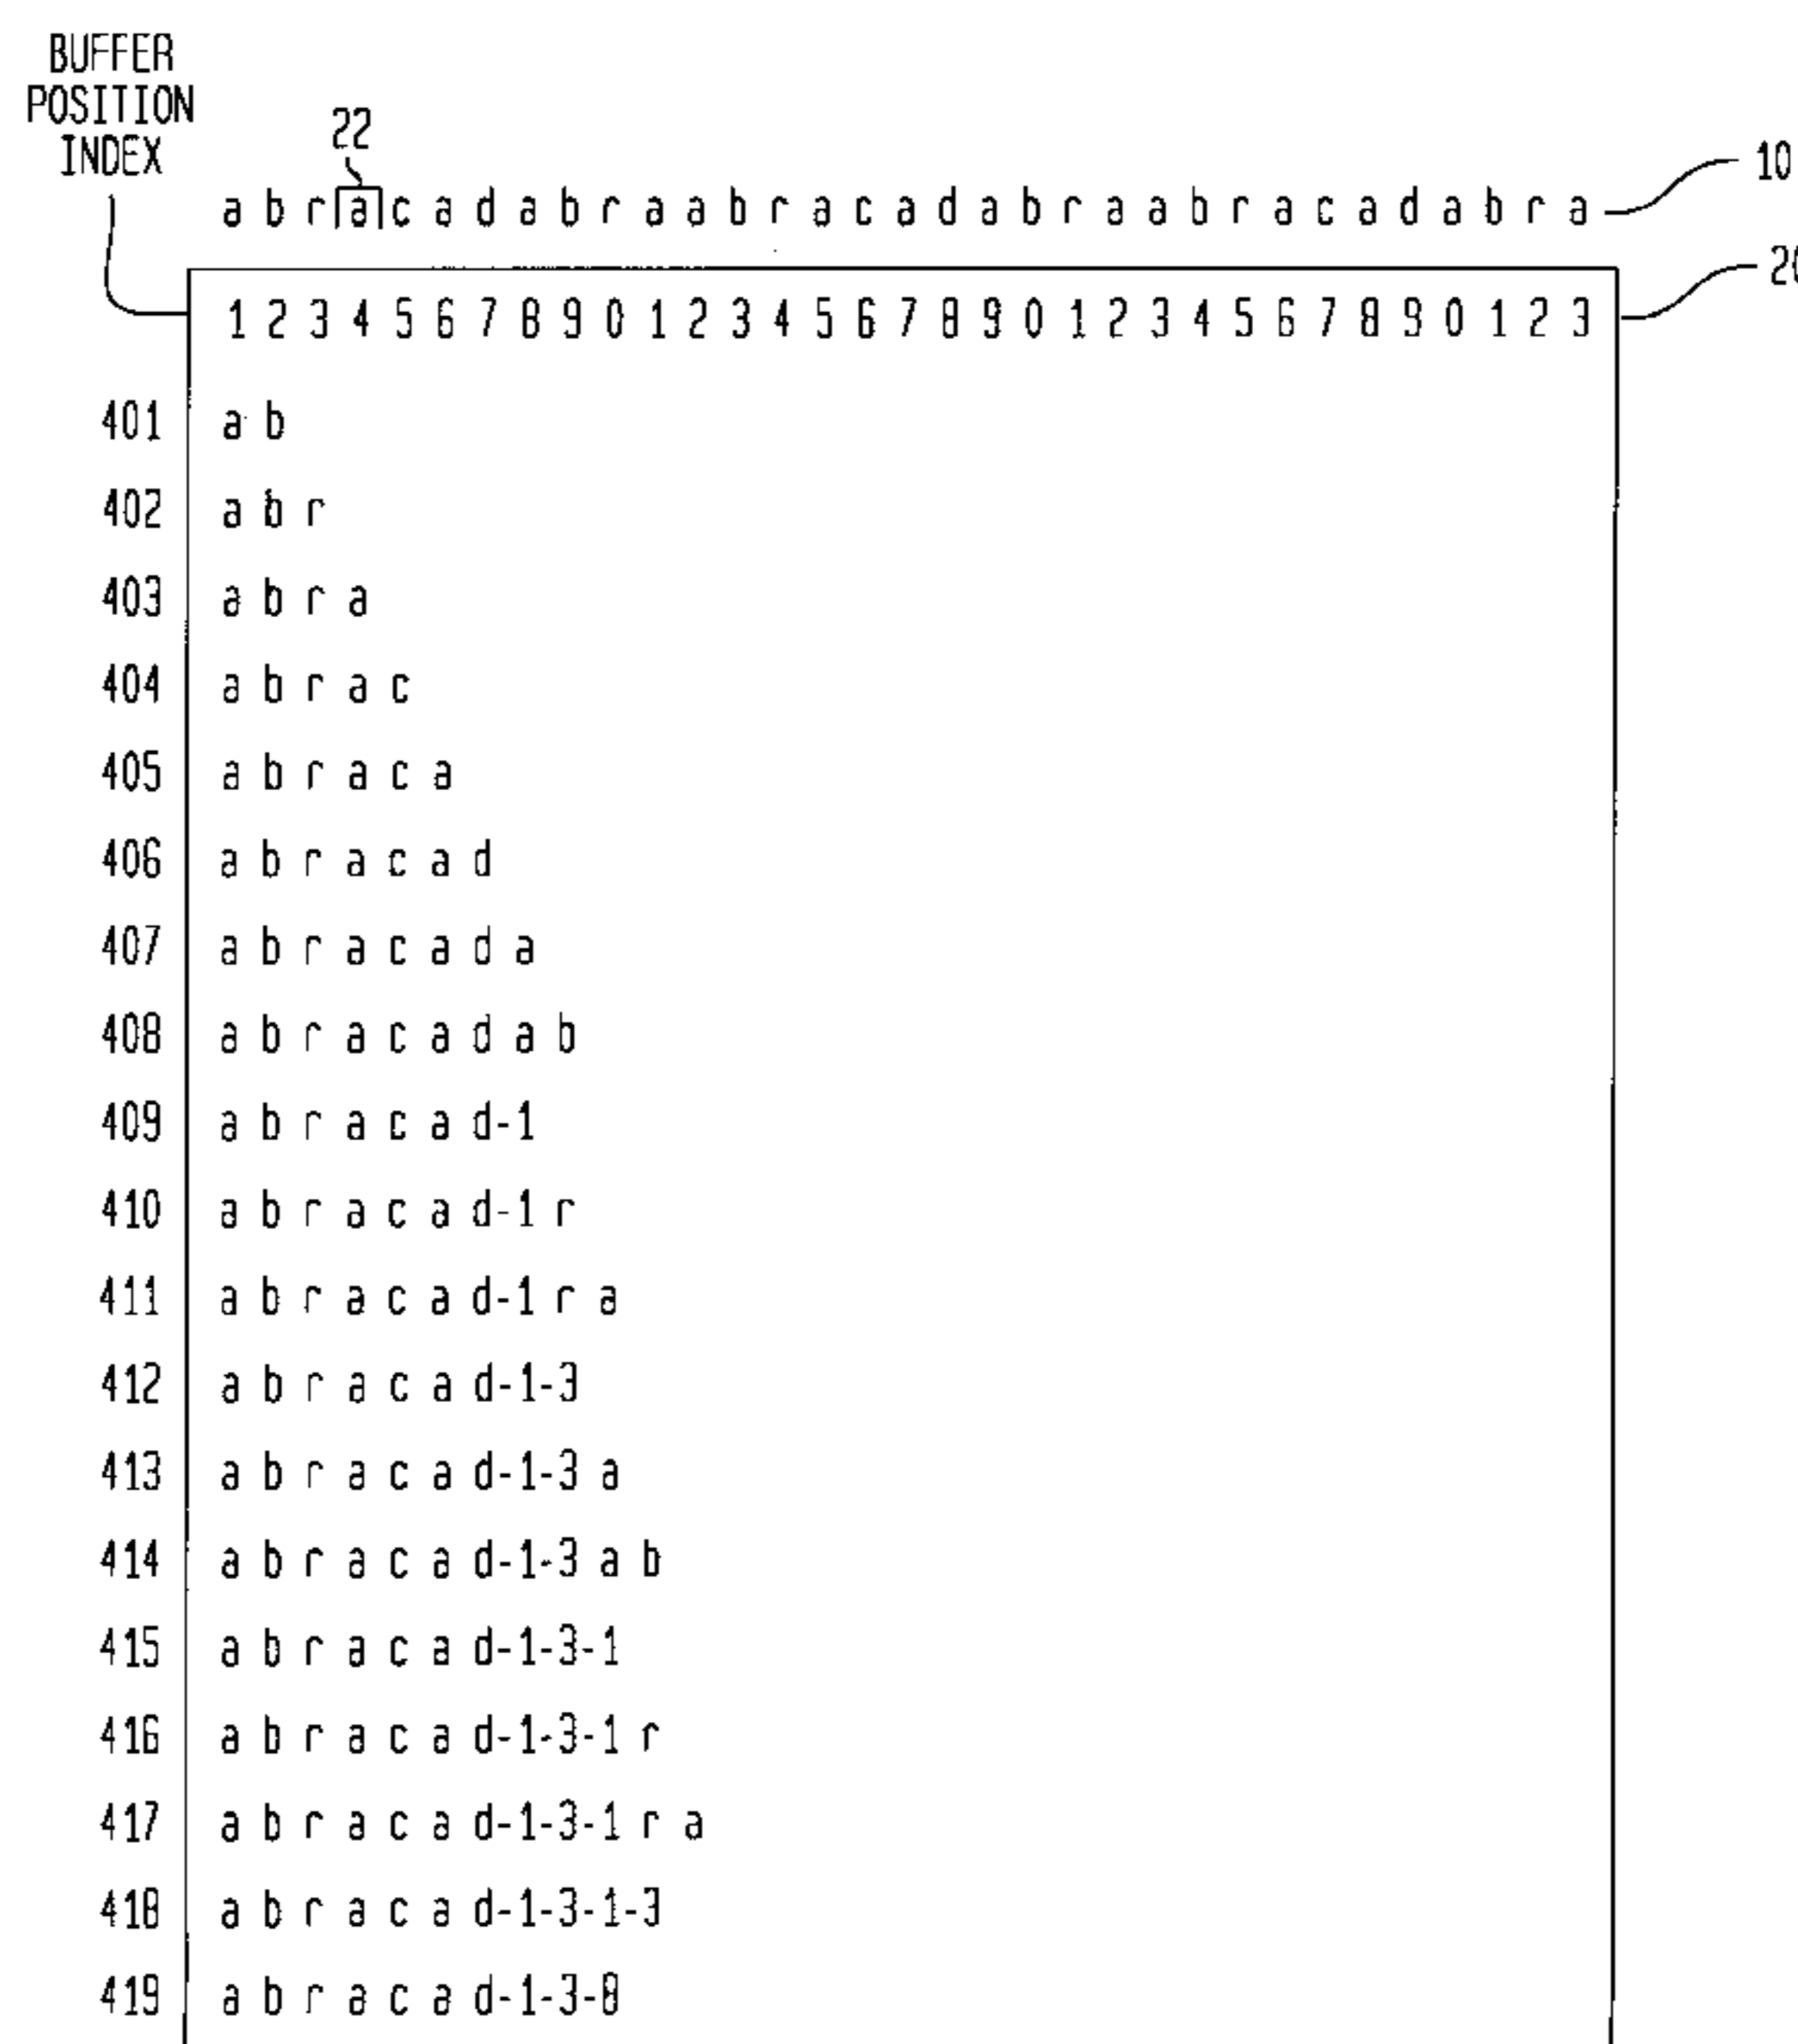 BUFFER
POSITION
INDEX
22
10
a b r a c a d a b r a a b r a c a d a b r a a b r a c a d a b r a
20
1 2 3 4 5 6 7 8 9 0 1 2 3 4 5 6 7 8 9 0 1 2 3 4 5 6 7 8 9 0 1 2 3
401 a b
402 a b r
403 a b r a
404 a b r a c
405 a b r a c a
406 a b r a c a d
407 a b r a c a d a
408 a b r a c a d a b
409 a b r a c a d-1
410 a b r a c a d-1 r
411 a b r a c a d-1 r a
412 a b r a c a d-1-3
413 a b r a c a d-1-3 a
414 a b r a c a d-1-3 a b
415 a b r a c a d-1-3-1
416 a b r a c a d-1-3-1 r
417 a b r a c a d-1-3-1 r a
418 a b r a c a d-1-3-1-3
419 a b r a c a d-1-3-8